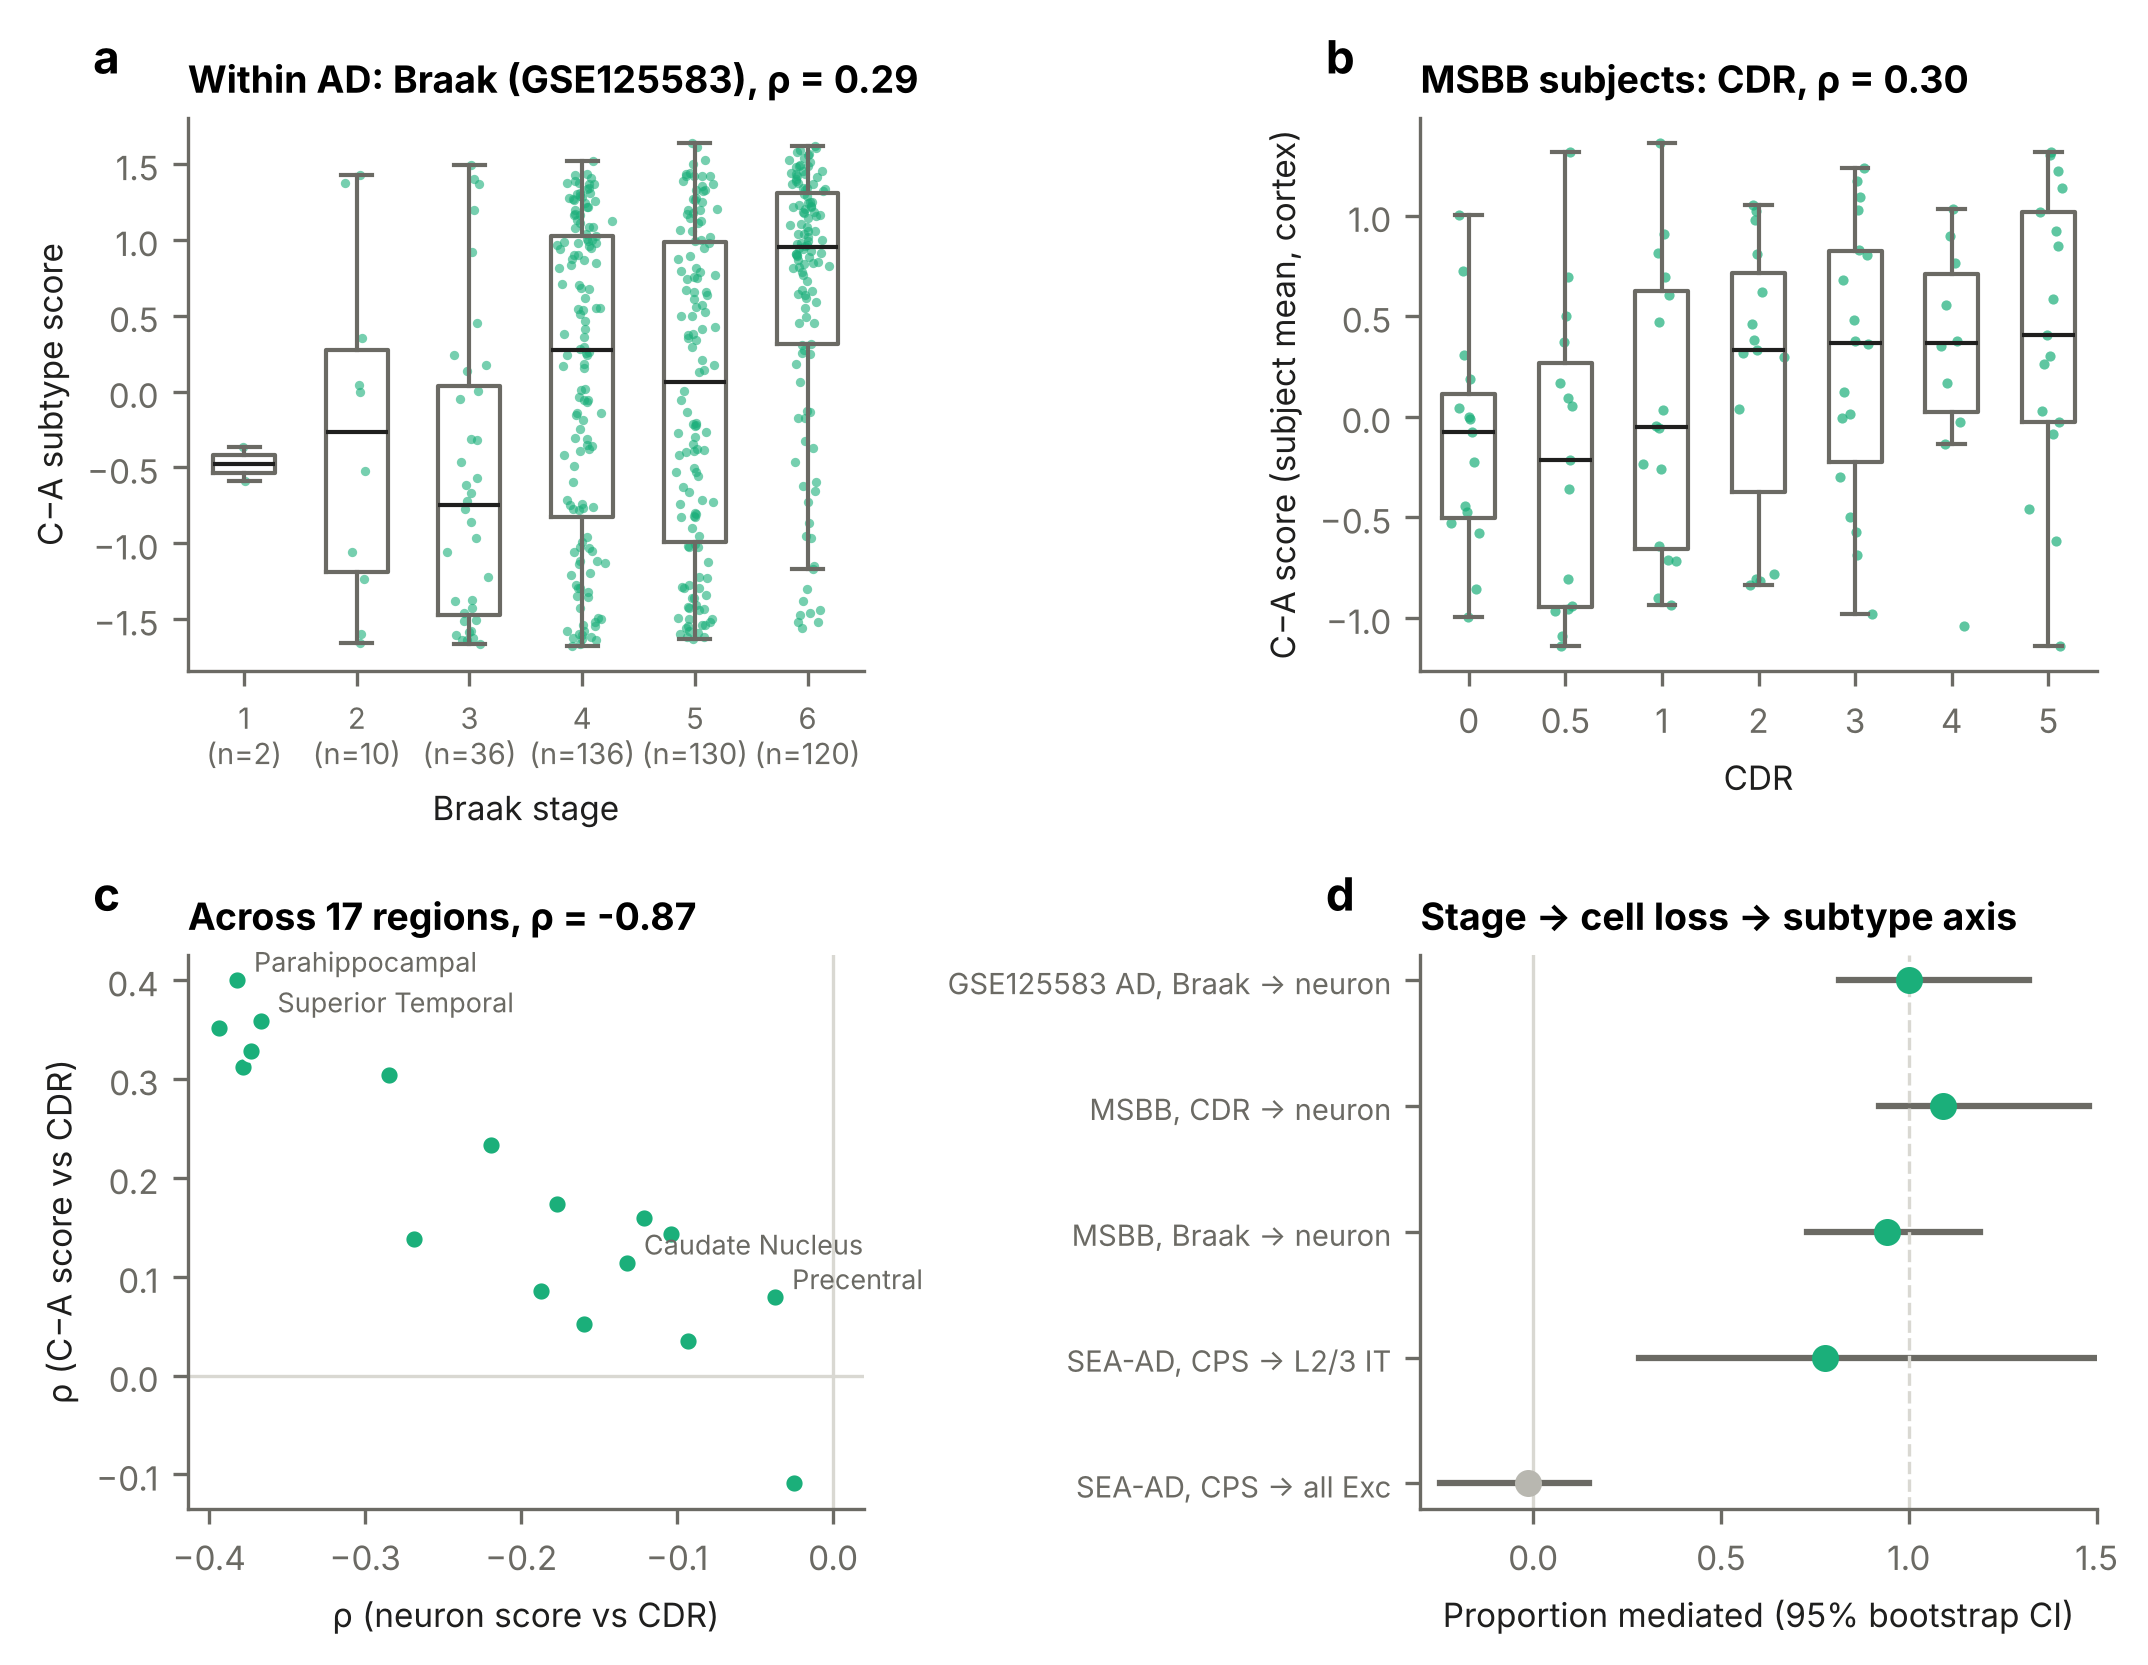 a
Within AD: Braak (GSE125583), ρ = 0.29
C−A subtype score
1.5
1.0
0.5
0.0
−0.5
−1.0
−1.5
1 2 3 4 5 6
(n=2) (n=10) (n=36) (n=136) (n=130) (n=120)
Braak stage
b
MSBB subjects: CDR, ρ = 0.30
C−A score (subject mean, cortex)
1.0
0.5
0.0
−0.5
−1.0
0 0.5 1 2 3 4 5
CDR
c
Across 17 regions, ρ = -0.87
ρ (C−A score vs CDR)
0.4
0.3
0.2
0.1
0.0
−0.1
Parahippocampal
Superior Temporal
Caudate Nucleus
Precentral
−0.4 −0.3 −0.2 −0.1 0.0
ρ (neuron score vs CDR)
d
Stage → cell loss → subtype axis
GSE125583 AD, Braak → neuron
MSBB, CDR → neuron
MSBB, Braak → neuron
SEA-AD, CPS → L2/3 IT
SEA-AD, CPS → all Exc
0.0 0.5 1.0 1.5
Proportion mediated (95% bootstrap CI)